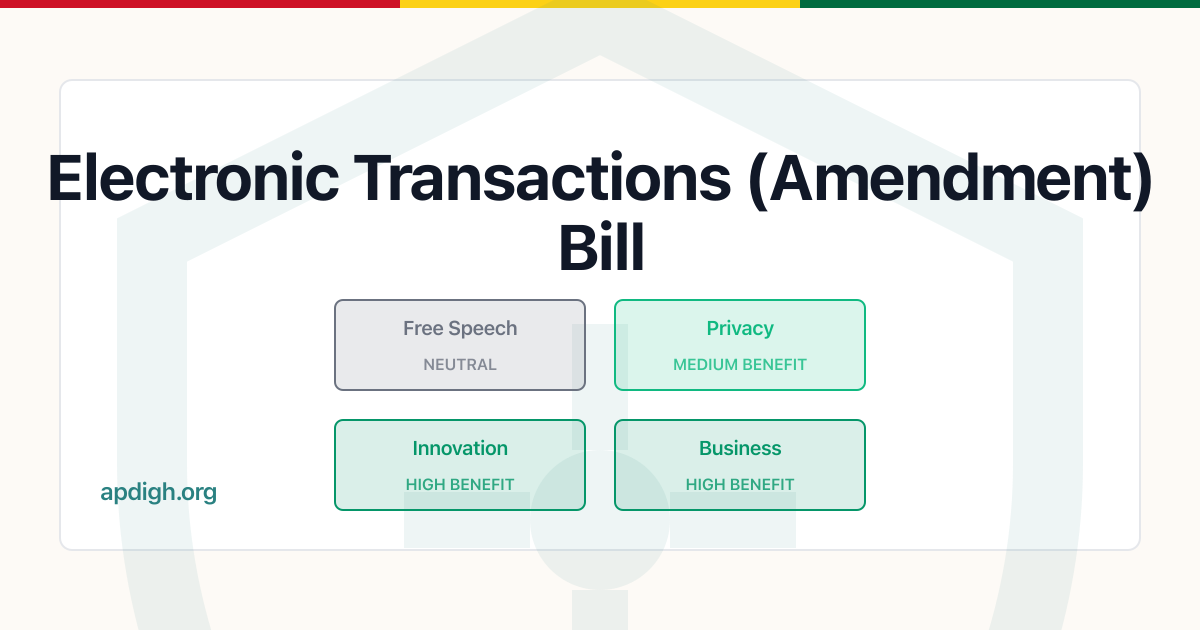 Electronic Transactions (Amendment)
Bill
Free Speech
NEUTRAL
Privacy
MEDIUM BENEFIT
Innovation
HIGH BENEFIT
Business
HIGH BENEFIT
apdigh.org